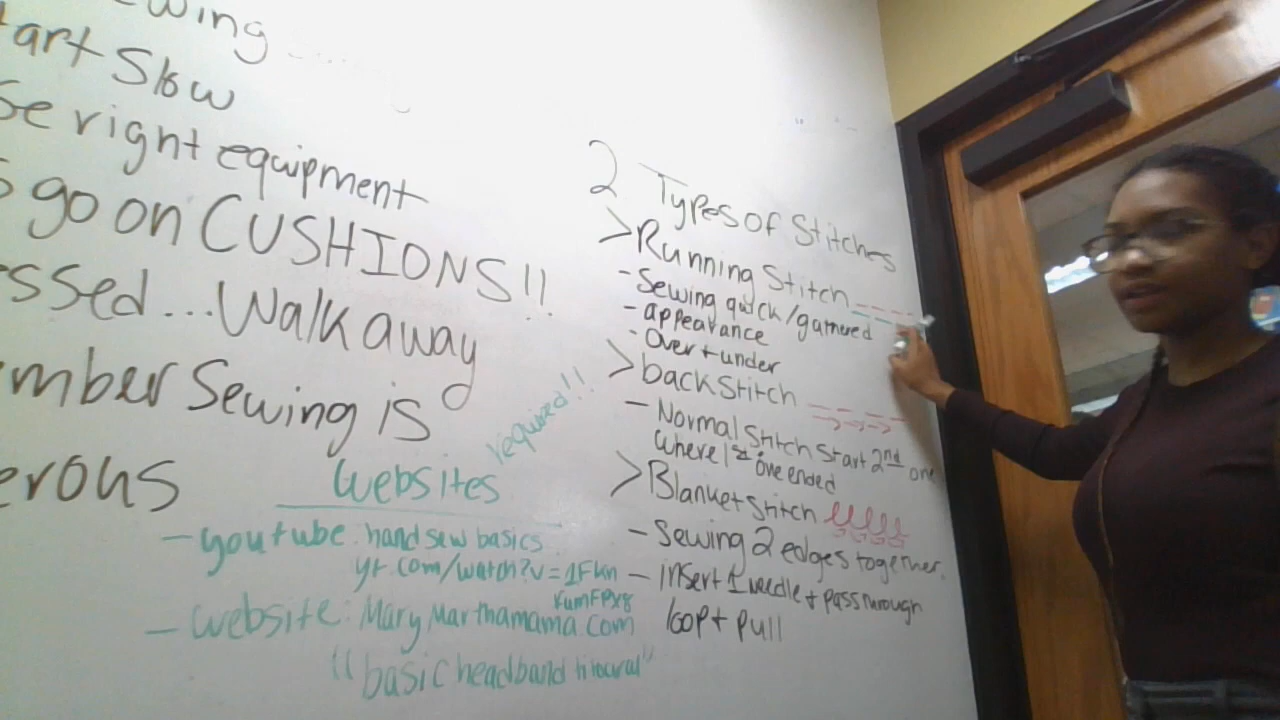 wing
art Slow
se right equipment
go on CUSHIONS!!
ssed...Walk away
mber Sewing is
erous
required!!
Websites
- youtube: hand sew basics
yt.com/watch?v=1Fkn
- website: MaryMarthamama.com
"basic headband
2 Types of Stitches
>Running Stitch
- Sewing quick/gathered
- appearance
- Over + under
>backstitch
- Normal Stitch Start 2nd one
where 1st one ended
>Blanket stitch
- Sewing 2 edges together.
- insert 1 needle + pass through
loop + pull